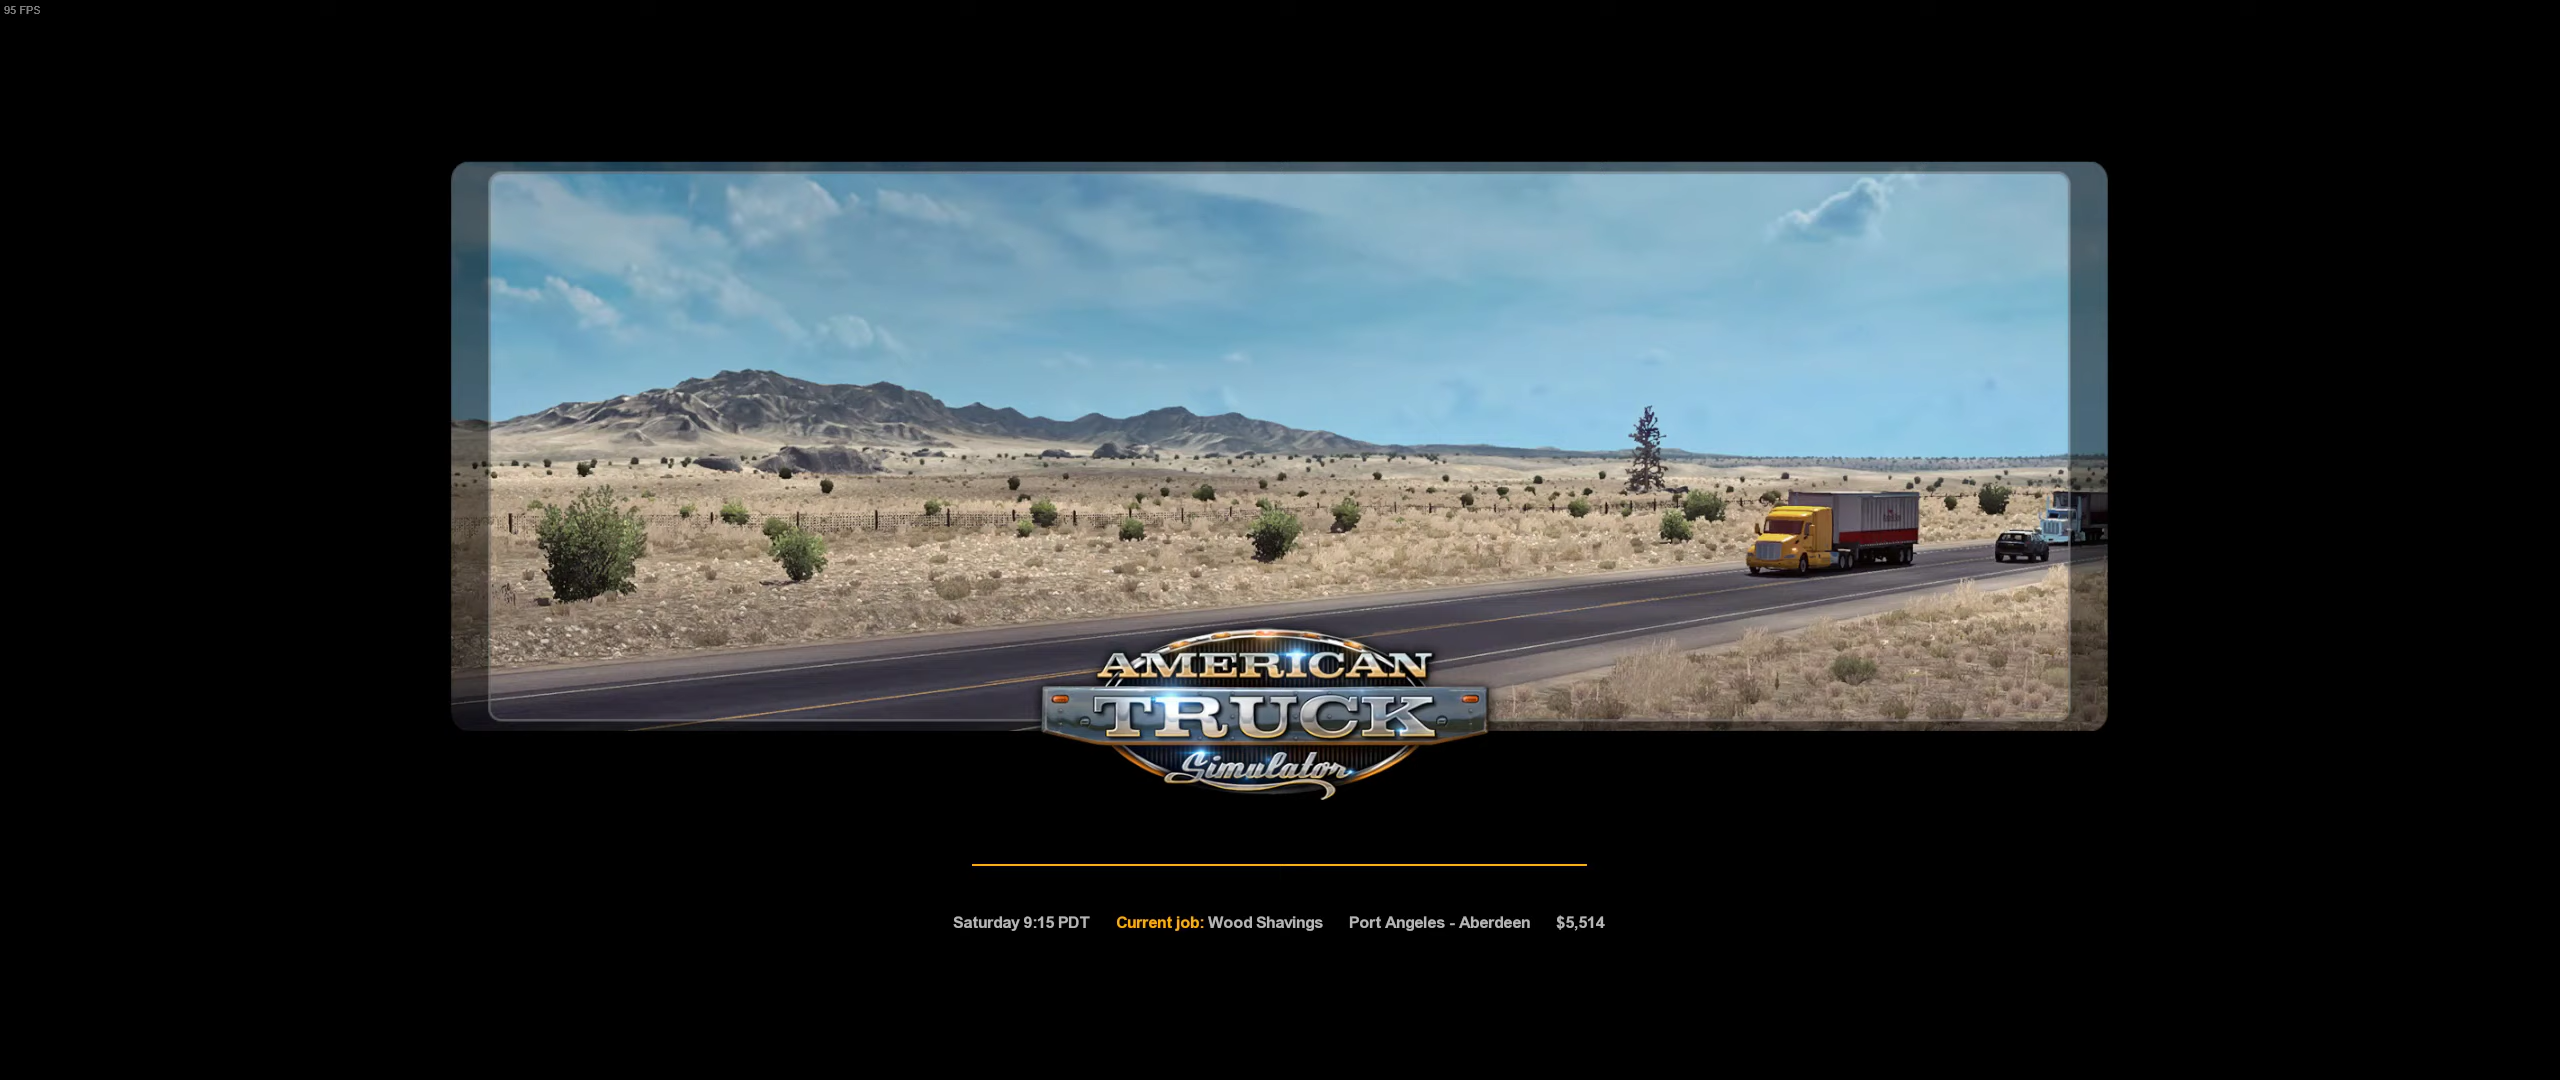 95 FPS
AMERICAN
TRUCK
Simulator
Saturday 9:15 PDT Current job: Wood Shavings Port Angeles - Aberdeen $5,514